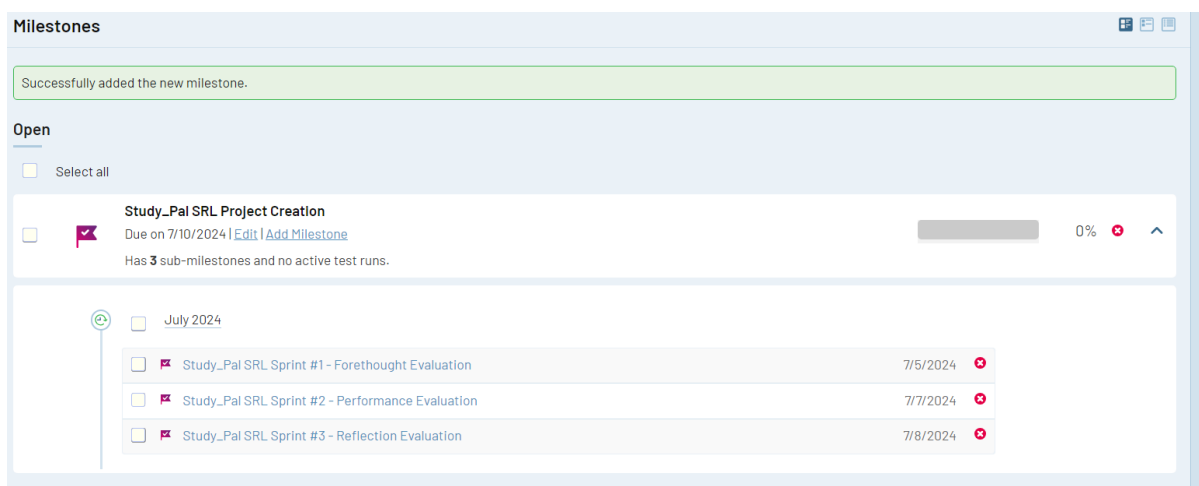 Milestones
Successfully added the new milestone.
Open
Select all
Study_Pal SRL Project Creation
Due on 7/10/2024 | Edit | Add Milestone
0%
Has 3 sub-milestones and no active test runs.
July 2024
Study_Pal SRL Sprint #1 - Forethought Evaluation 7/5/2024
Study_Pal SRL Sprint #2 - Performance Evaluation 7/7/2024
Study_Pal SRL Sprint #3 - Reflection Evaluation 7/8/2024